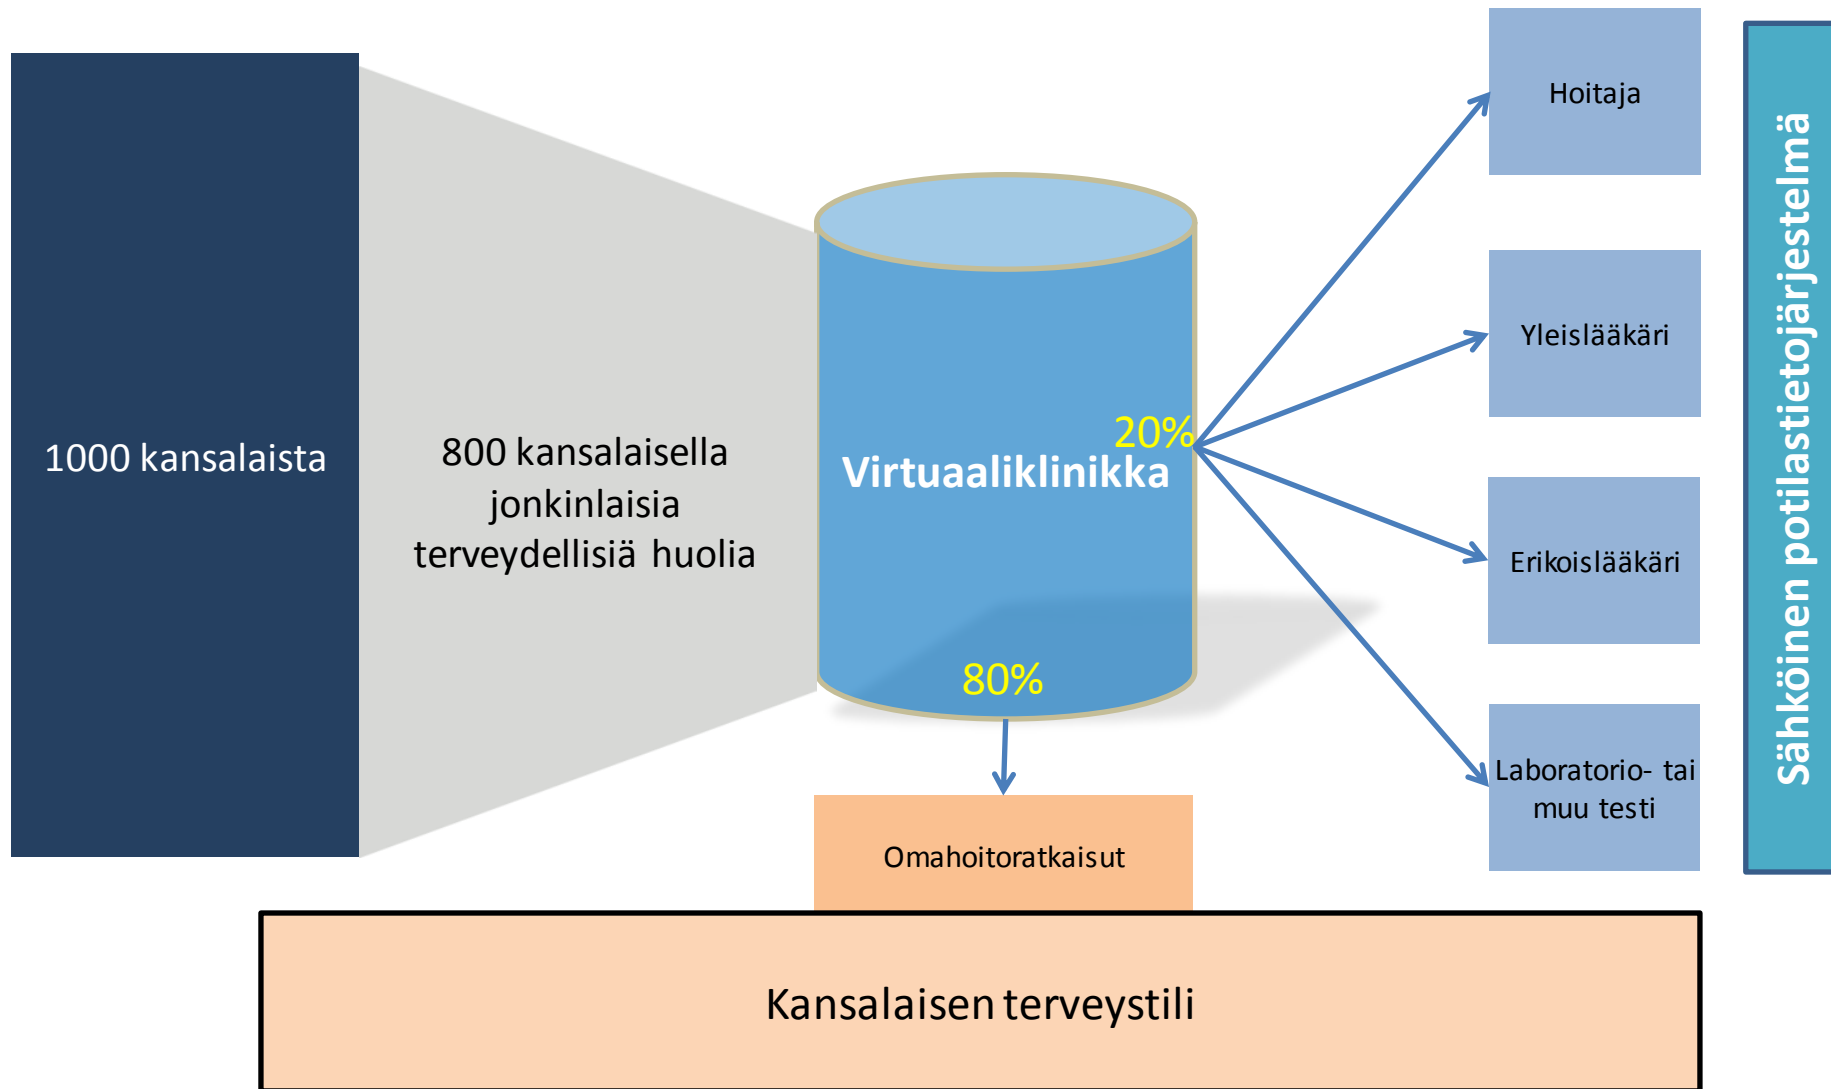 1000 kansalaista
800 kansalaisella
jonkinlaisia
terveydellisiä huolia
20%
Virtuaaliklinikka
80%
Omahoitoratkaisut
Hoitaja
Yleislääkäri
Erikoislääkäri
Laboratorio- tai
muu testi
Sähköinen potilastietojärjestelmä
Kansalaisen terveystili